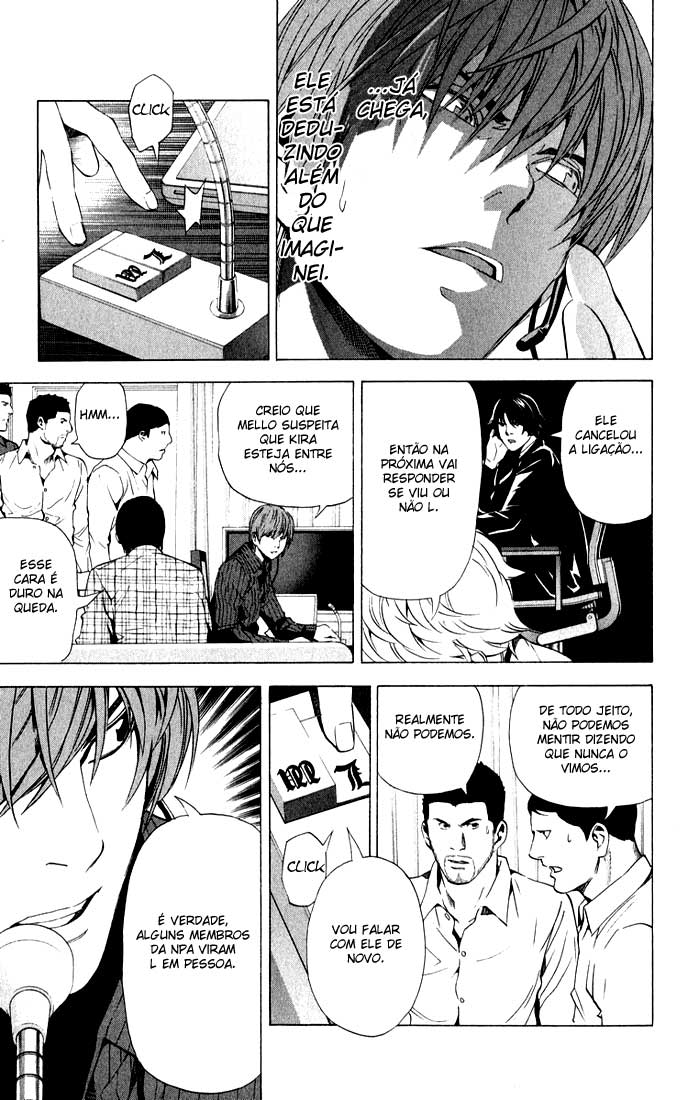 ...JÁ
CHEGA,
ELE
ESTÁ
DEDU-
ZINDO
ALÉM
DO
QUE
IMAGI-
NEI.
CLICK
M L
ELE
CANCELOU
A LIGAÇÃO...
ENTÃO NA
PRÓXIMA VAI
RESPONDER
SE VIU OU
NÃO L.
CREIO QUE
MELLO SUSPEITA
QUE KIRA
ESTEJA ENTRE
NÓS...
HMM...
ESSE
CARA É
DURO NA
QUEDA.
DE TODO JEITO,
NÃO PODEMOS
MENTIR DIZENDO
QUE NUNCA O
VIMOS...
REALMENTE
NÃO PODEMOS.
M L
CLICK
VOU FALAR
COM ELE DE
NOVO.
É VERDADE,
ALGUNS MEMBROS
DA NPA VIRAM
L EM PESSOA.